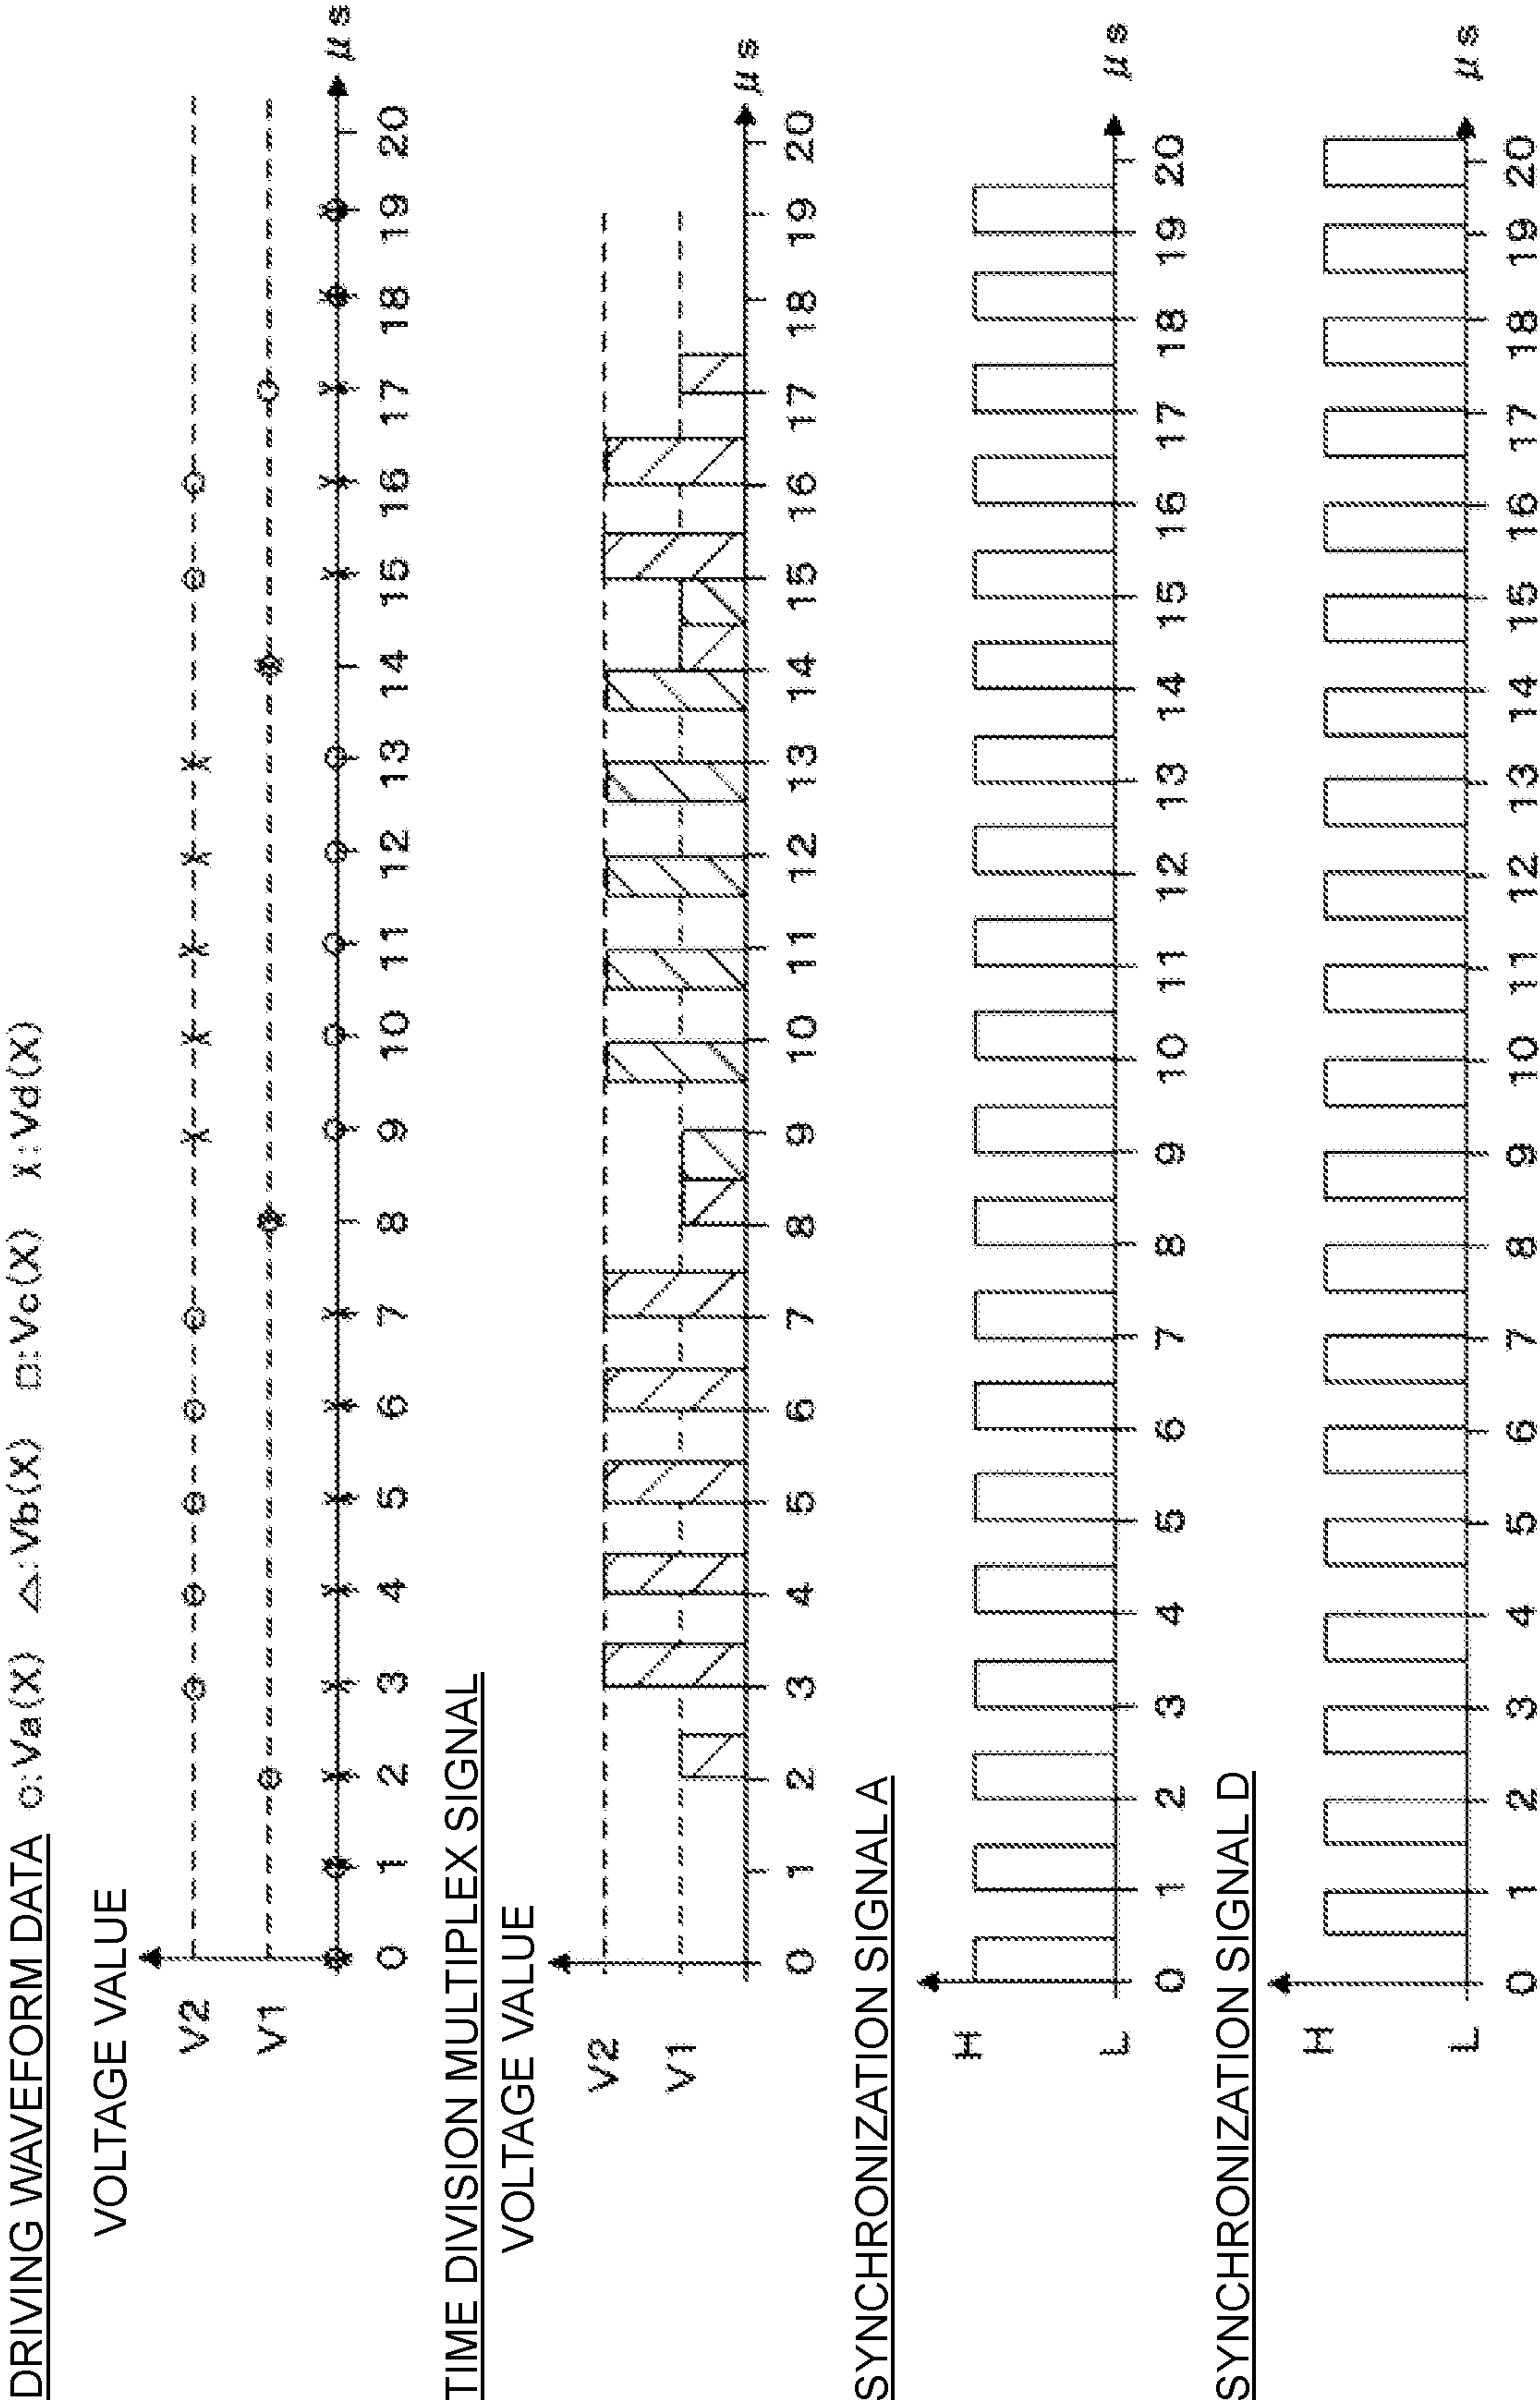 DRIVING WAVEFORM DATA ○:Va(X) △:Vb(X) □:Vc(X) X:Vd(X)
VOLTAGE VALUE
V2
V1
0 1 2 3 4 5 6 7 8 9 10 11 12 13 14 15 16 17 18 19 20 μs
TIME DIVISION MULTIPLEX SIGNAL
VOLTAGE VALUE
V2
V1
0 1 2 3 4 5 6 7 8 9 10 11 12 13 14 15 16 17 18 19 20 μs
SYNCHRONIZATION SIGNAL A
H
L
0 1 2 3 4 5 6 7 8 9 10 11 12 13 14 15 16 17 18 19 20 μs
SYNCHRONIZATION SIGNAL D
H
L
0 1 2 3 4 5 6 7 8 9 10 11 12 13 14 15 16 17 18 19 20 μs